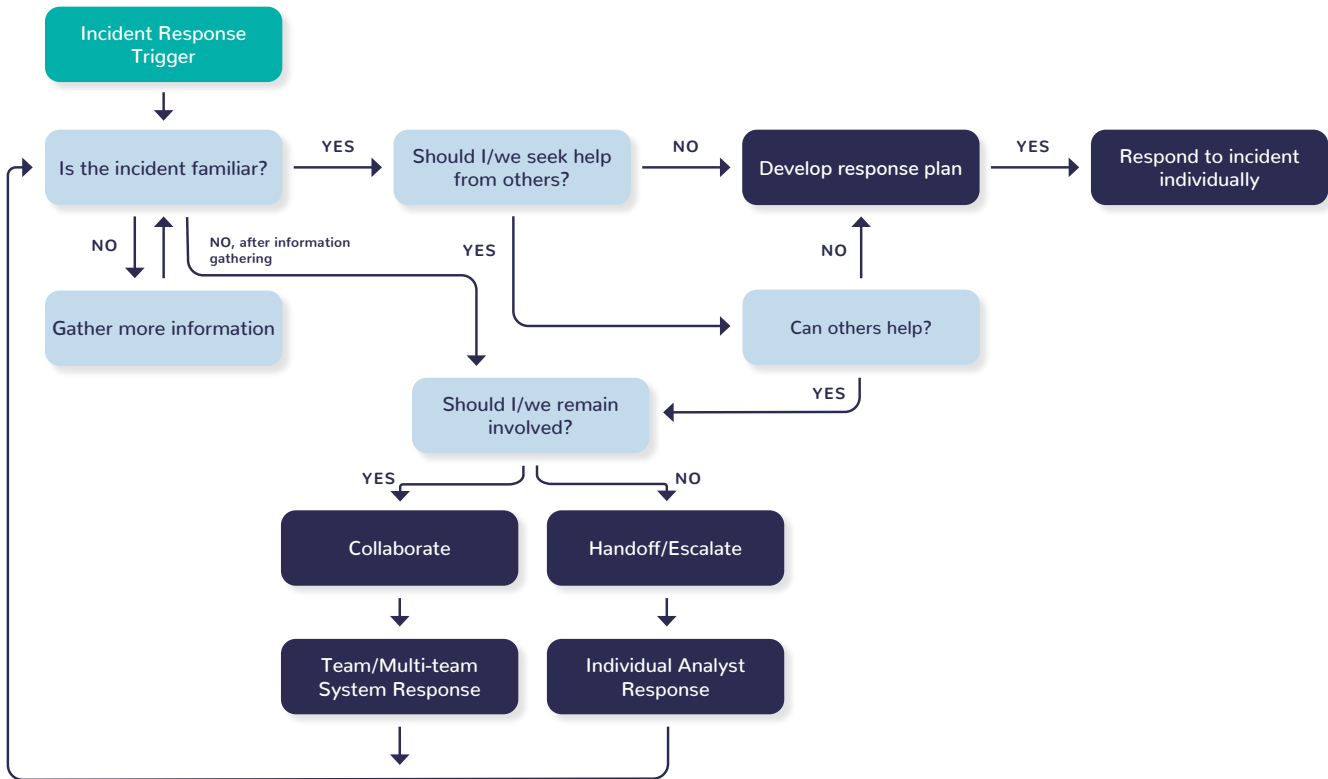 Incident Response
Trigger
Is the incident familiar?
YES
Should I/we seek help
from others?
NO
Develop response plan
YES
Respond to incident
individually
NO
NO, after information
gathering
YES
NO
Gather more information
Can others help?
YES
Should I/we remain
involved?
YES
NO
Collaborate
Handoff/Escalate
Team/Multi-team
System Response
Individual Analyst
Response